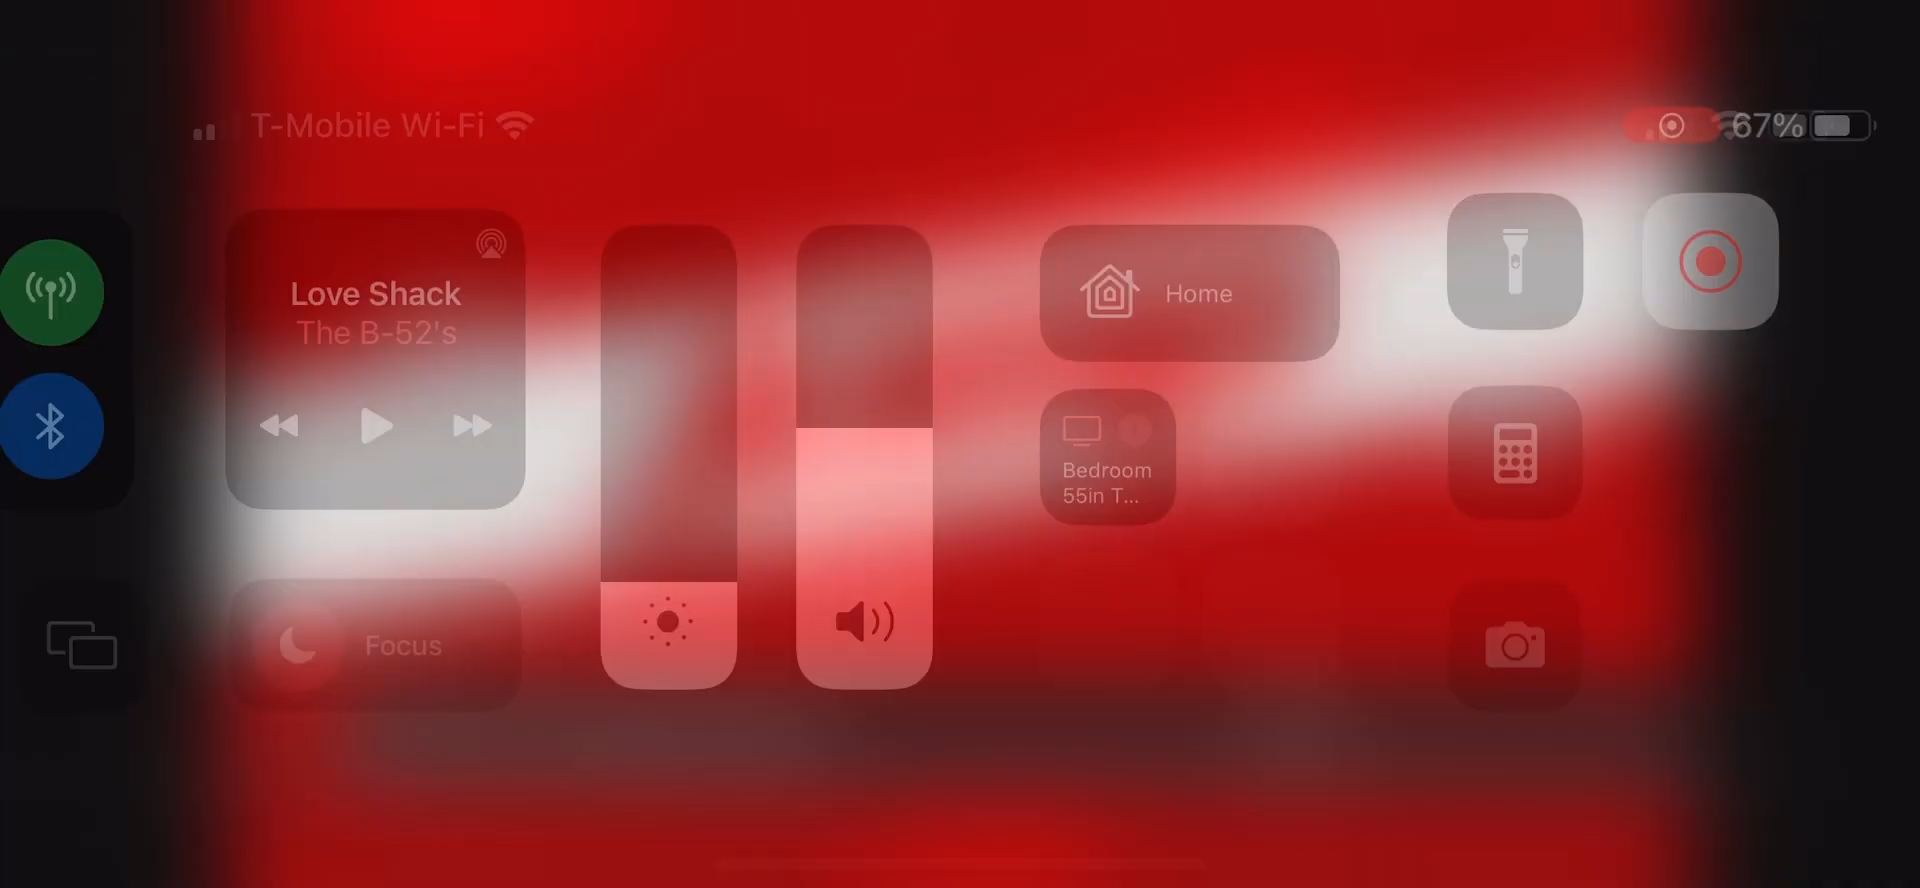 T-Mobile Wi-Fi
67%
Love Shack
The B-52's
Home
Bedroom
55in T...
Focus